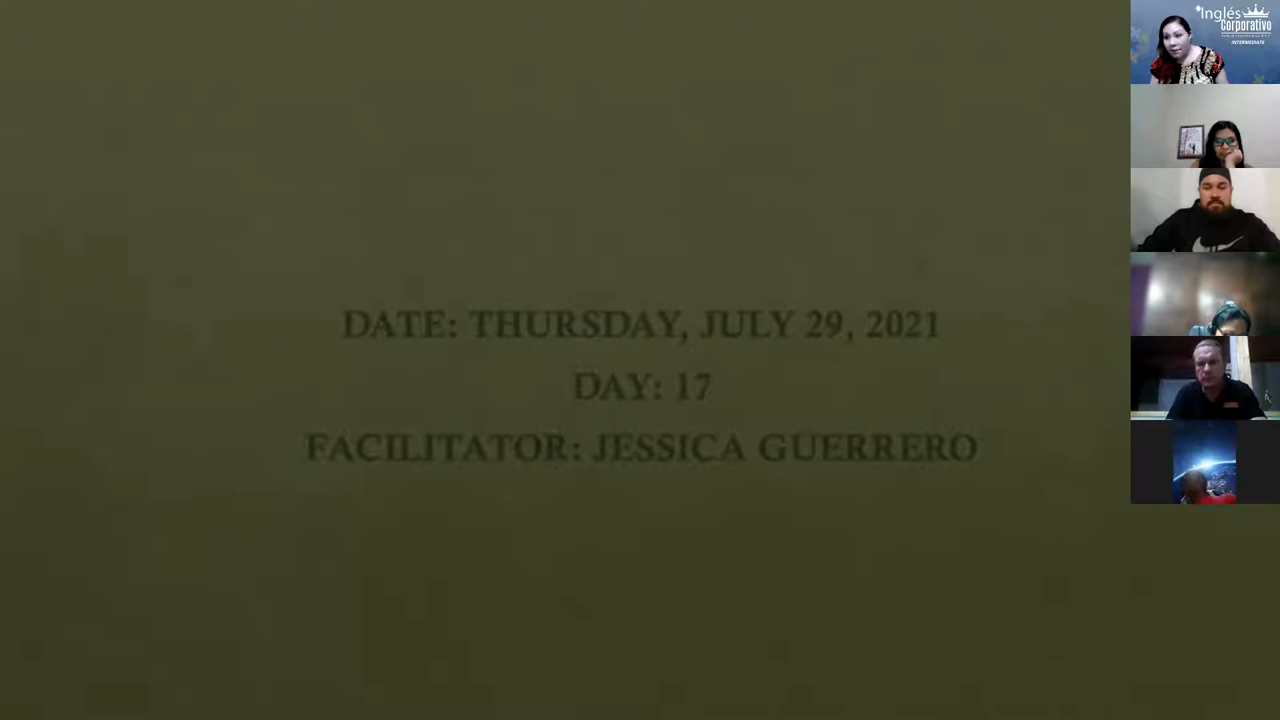 DATE: THURSDAY, JULY 29, 2021
DAY: 17
FACILITATOR: JESSICA GUERRERO
Inglés
Corporativo
INTERMEDIATE